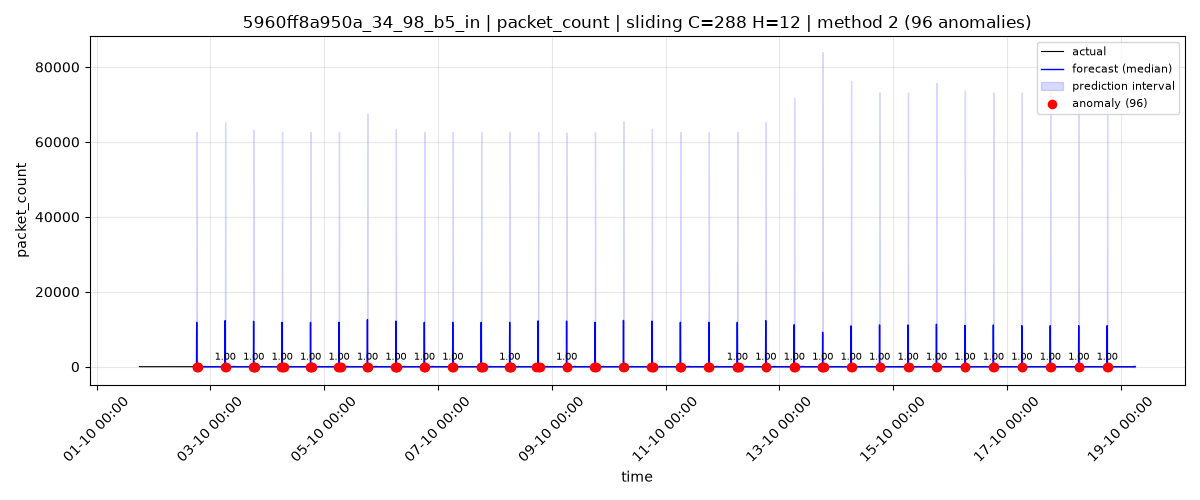 5960ff8a950a_34_98_b5_in | packet_count | sliding C=288 H=12 | method 2 (96 anomalies)
actual
forecast (median)
prediction interval
anomaly (96)
packet_count
80000
60000
40000
20000
0
1.00 1.00 1.00 1.00 1.00 1.00 1.00 1.00 1.00 1.00 1.00 1.00 1.00 1.00 1.00 1.00 1.00 1.00 1.00 1.00 1.00 1.00 1.00 1.00 1.00
01-10 00:00
03-10 00:00
05-10 00:00
07-10 00:00
09-10 00:00
11-10 00:00
13-10 00:00
15-10 00:00
17-10 00:00
19-10 00:00
time